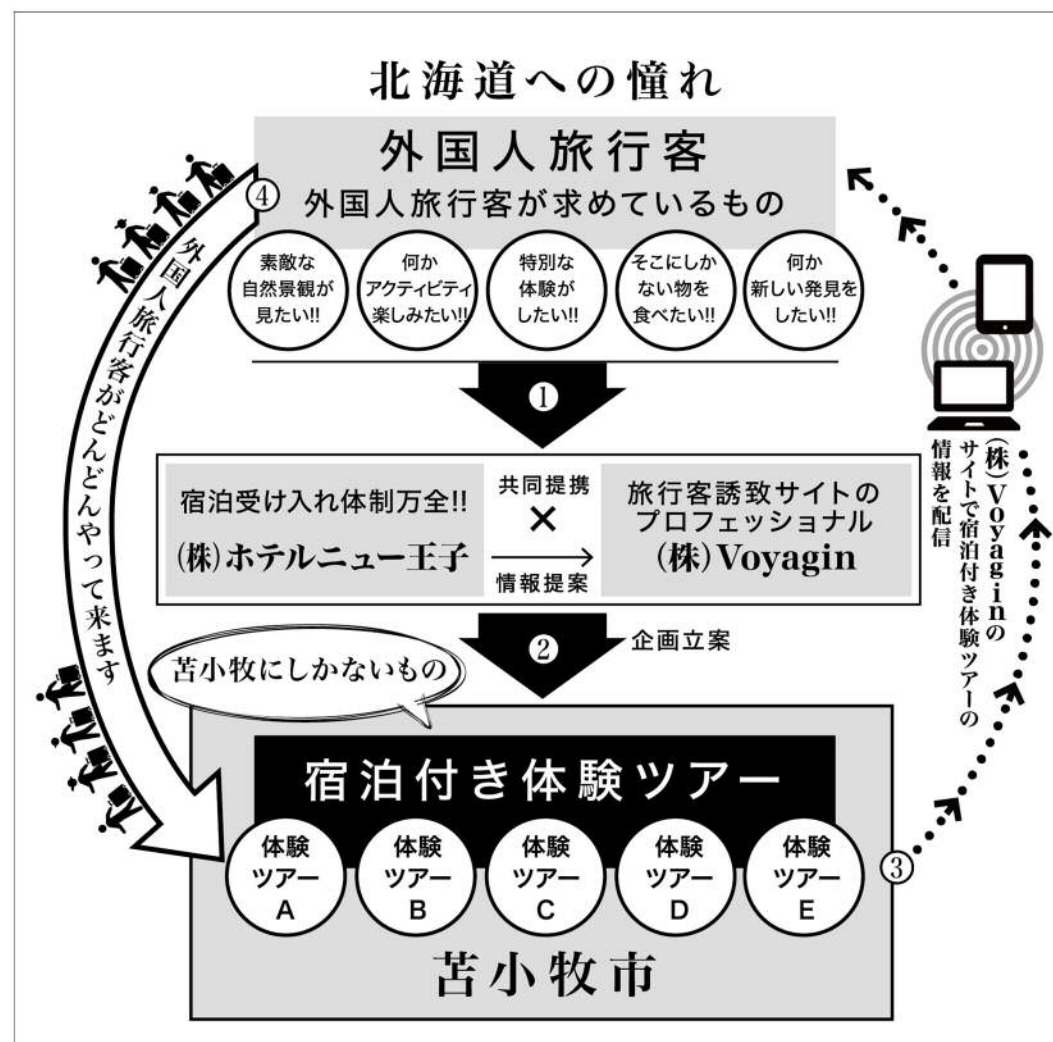 北海道への憧れ
外国人旅行客
④
外国人旅行客が求めているもの
素敵な
自然景観が
見たい!!
何か
アクティビティ
楽しみたい!!
特別な
体験が
したい!!
そこにしか
ない物を
食べたい!!
何か
新しい発見を
したい!!
❶
宿泊受け入れ体制万全!!
(株)ホテルニュー王子
共同提携
×
情報提案
旅行客誘致サイトの
プロフェッショナル
(株)Voyagin
❷
企画立案
苫小牧にしかないもの
宿泊付き体験ツアー
体験
ツアー
A
体験
ツアー
B
体験
ツアー
C
体験
ツアー
D
体験
ツアー
E
苫小牧市
③
(株)Voyaginの
サイトで宿泊付き体験ツアーの
情報を配信
外国人旅行客がどんどんやって来ます